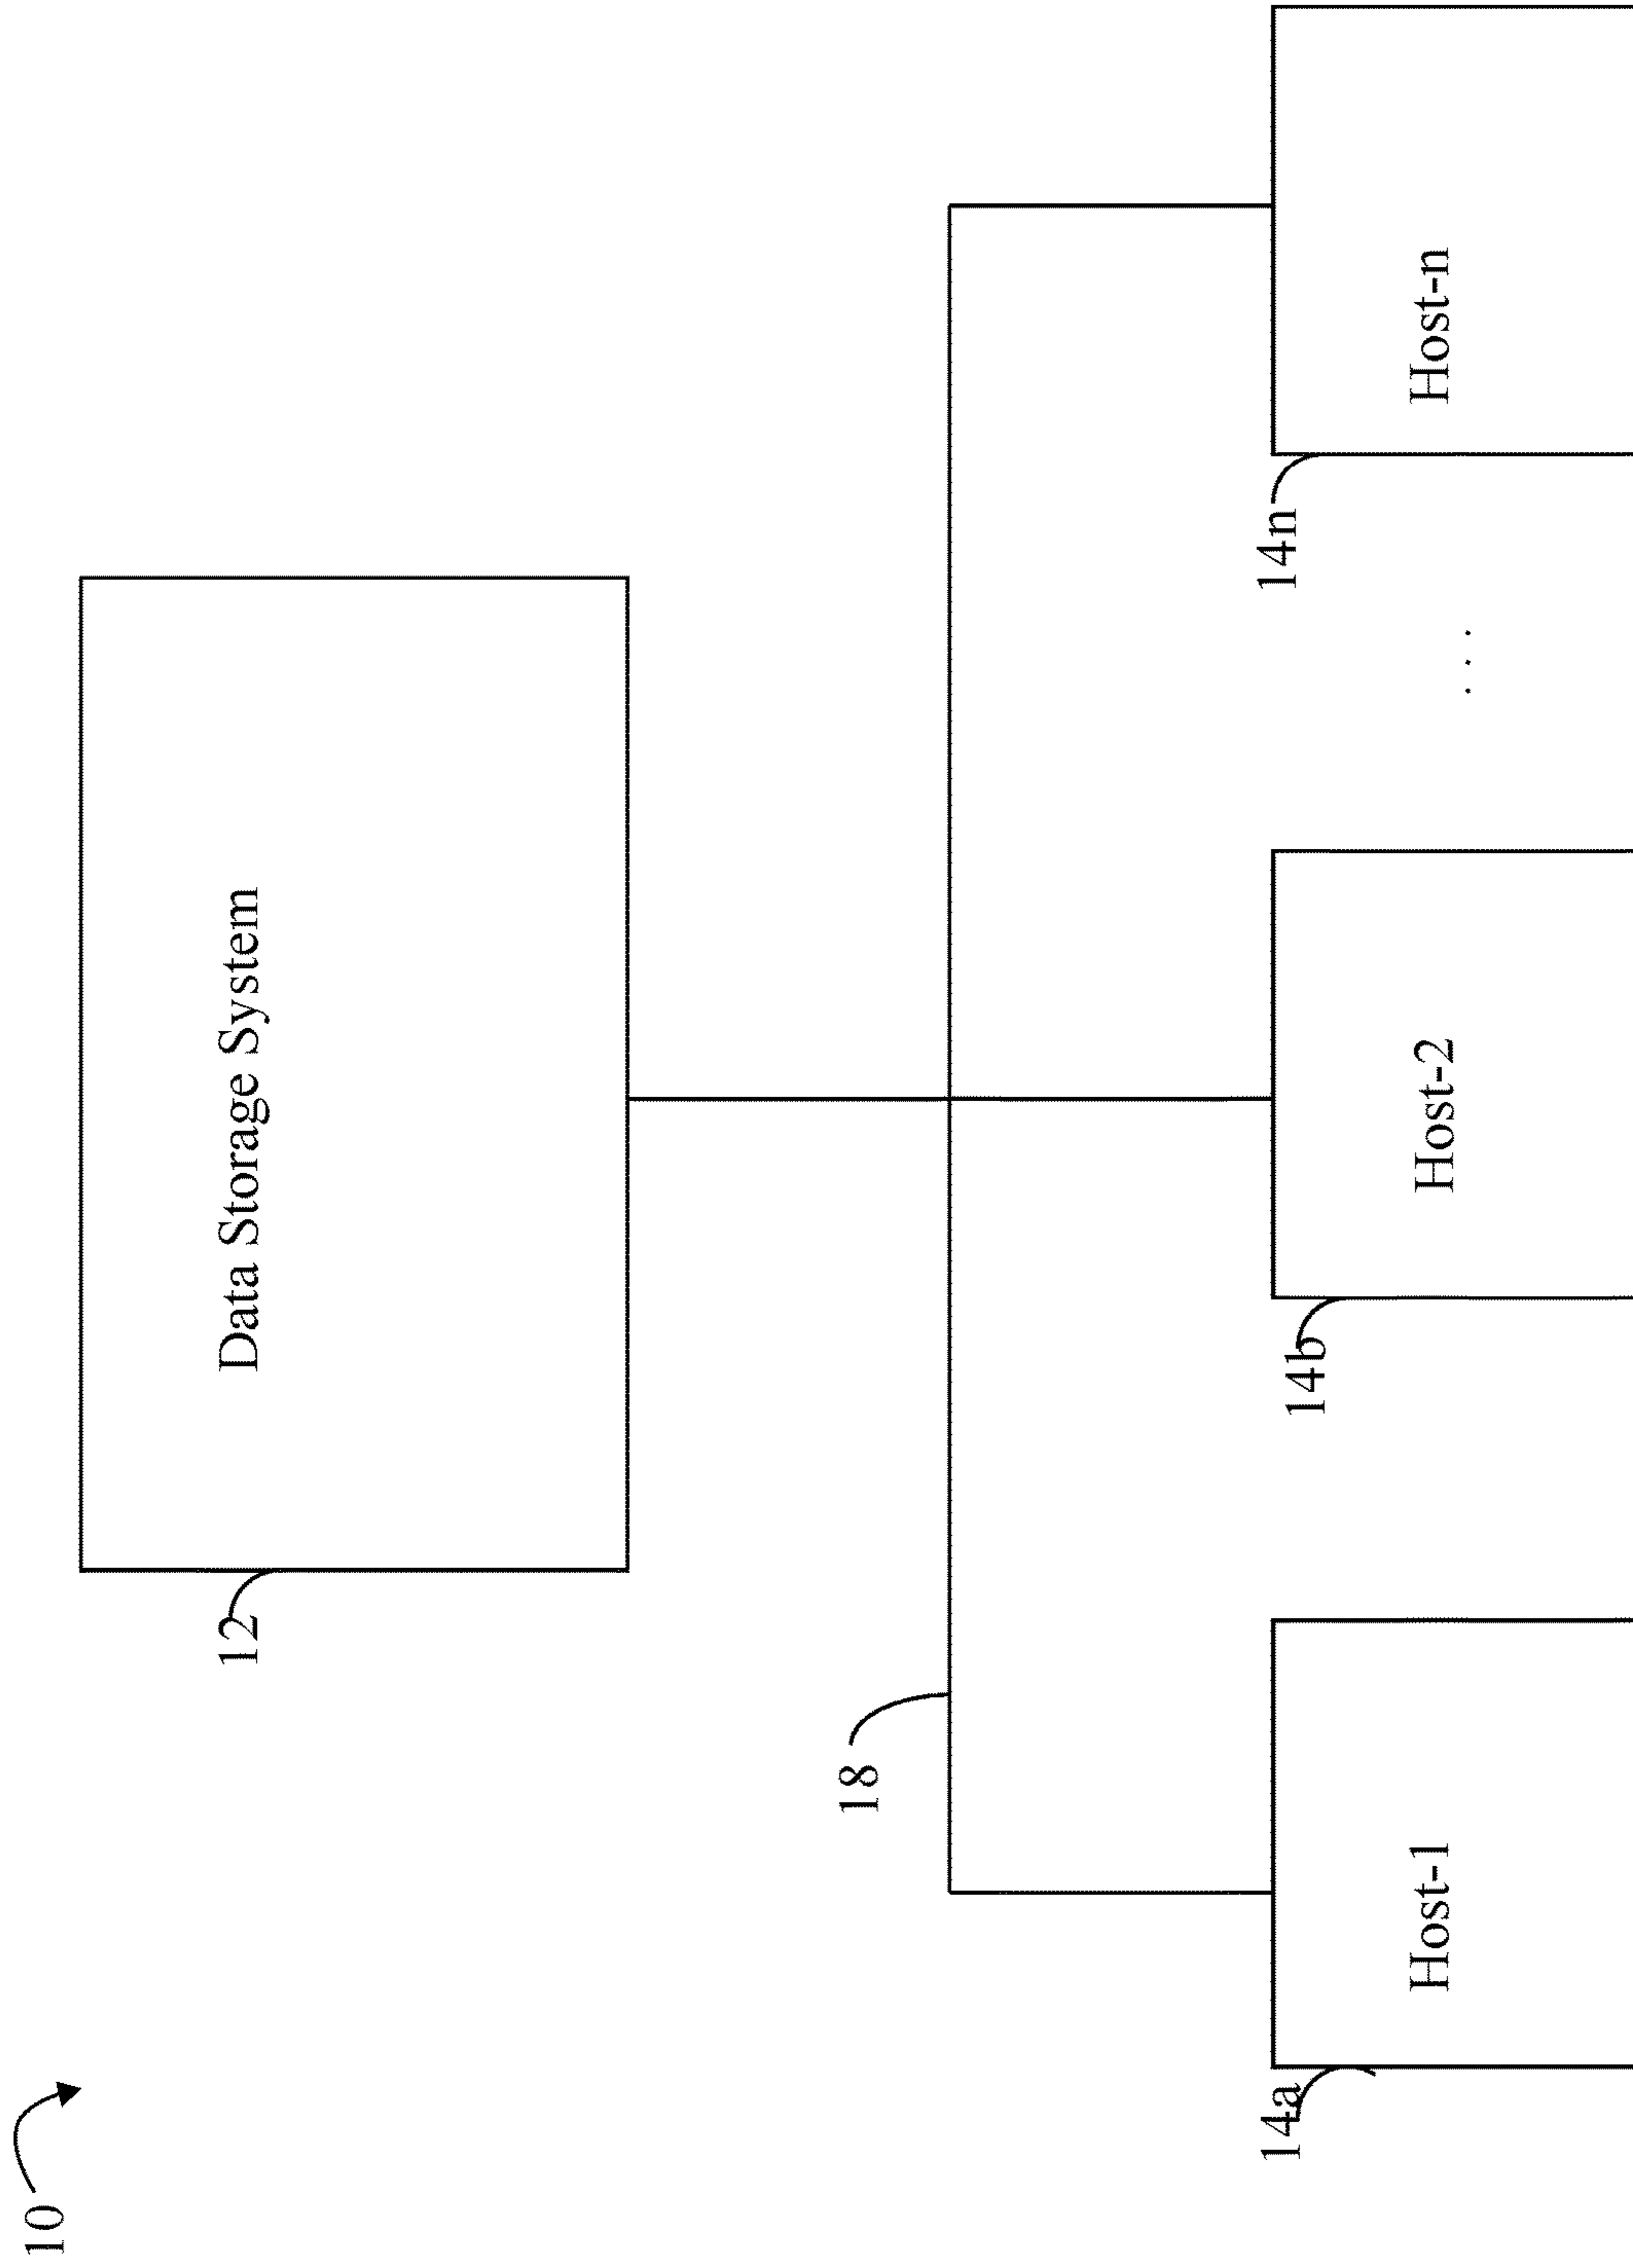 10
12
Data Storage System
18
14a
Host-1
14b
Host-2
. . .
14n
Host-n